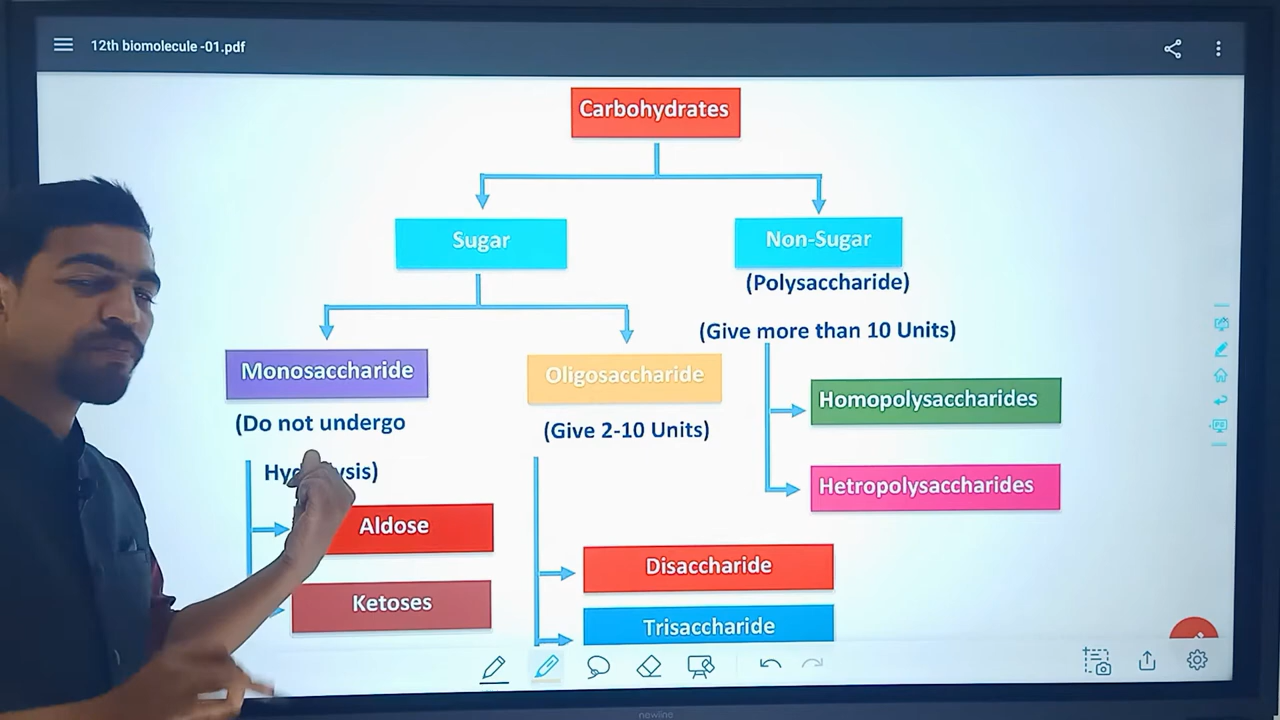 12th biomolecule -01.pdf
Carbohydrates
Sugar
Non-Sugar
(Polysaccharide)
(Give more than 10 Units)
Monosaccharide
Oligosaccharide
(Do not undergo
(Give 2-10 Units)
Homopolysaccharides
Hetropolysaccharides
Aldose
Ketoses
Disaccharide
Trisaccharide
newline